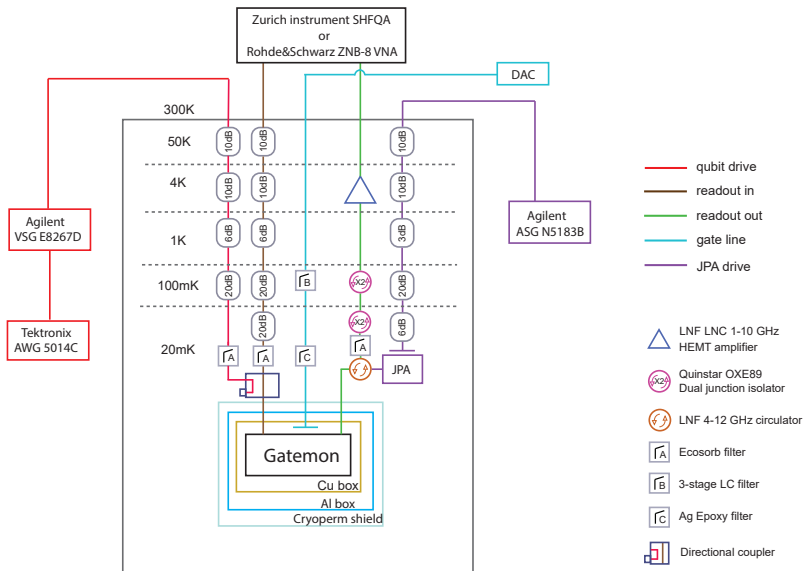 Zurich instrument SHFQA
or
Rohde&Schwarz ZNB-8 VNA
DAC
300K
50K
10dB
10dB
10dB
4K
10dB
10dB
10dB
1K
6dB
6dB
3dB
100mK
20dB
20dB
B
X2
20dB
20dB
X2
6dB
20mK
A
A
C
A
JPA
Agilent
VSG E8267D
Tektronix
AWG 5014C
Agilent
ASG N5183B
Gatemon
Cu box
Al box
Cryoperm shield
qubit drive
readout in
readout out
gate line
JPA drive
LNF LNC 1-10 GHz
HEMT amplifier
X2
Quinstar OXE89
Dual junction isolator
LNF 4-12 GHz circulator
A
Ecosorb filter
B
3-stage LC filter
C
Ag Epoxy filter
Directional coupler